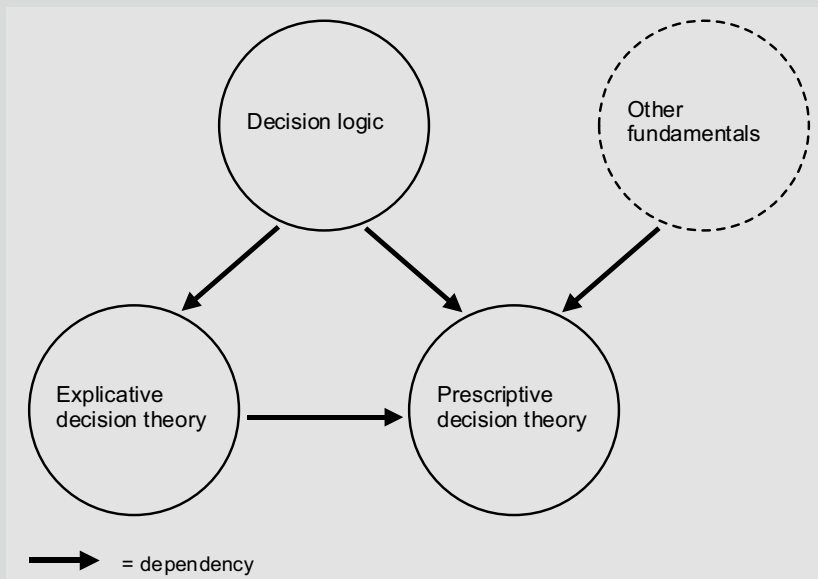 Decision logic
Other
fundamentals
Explicative
decision theory
Prescriptive
decision theory
= dependency